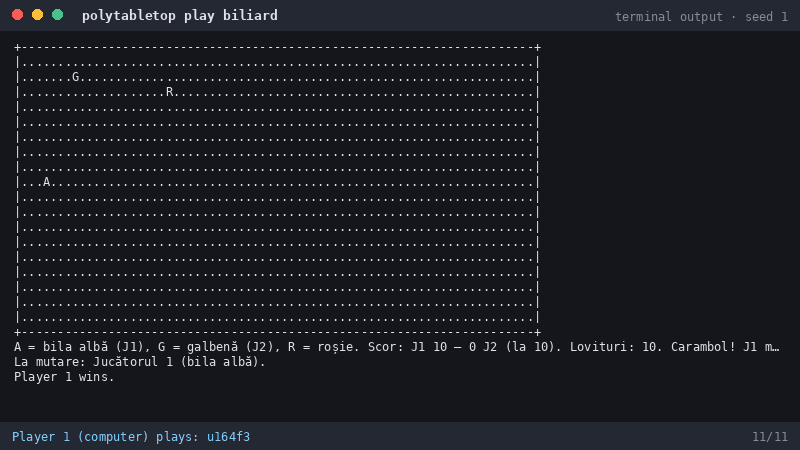 polytabletop play biliard
terminal output · seed 1
+-----------------------------------------------------------------------+
|.......................................................................|
|.......G...............................................................|
|....................R..................................................|
|.......................................................................|
|.......................................................................|
|.......................................................................|
|.......................................................................|
|.......................................................................|
|...A...................................................................|
|.......................................................................|
|.......................................................................|
|.......................................................................|
|.......................................................................|
|.......................................................................|
|.......................................................................|
|.......................................................................|
|.......................................................................|
|.......................................................................|
+-----------------------------------------------------------------------+
A = bila albă (J1), G = galbenă (J2), R = roșie. Scor: J1 10 – 0 J2 (la 10). Lovituri: 10. Carambol! J1 m…
La mutare: Jucătorul 1 (bila albă).
Player 1 wins.
Player 1 (computer) plays: u164f3
11/11